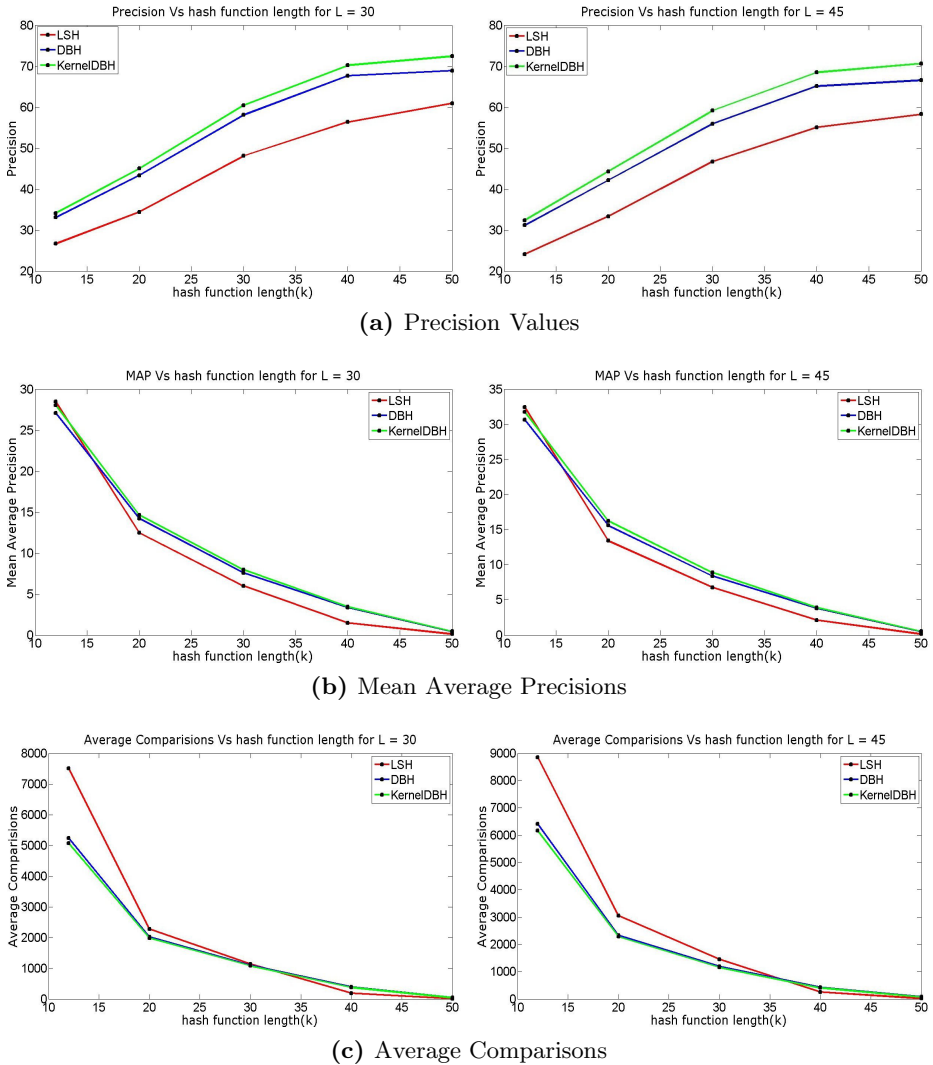 Precision Vs hash function length for L = 30
80
70
60
50
40
30
20
Precision
LSH
DBH
KernelDBH
10 15 20 25 30 35 40 45 50
hash function length(k)
Precision Vs hash function length for L = 45
80
70
60
50
40
30
20
Precision
LSH
DBH
KernelDBH
10 15 20 25 30 35 40 45 50
hash function length(k)
(a) Precision Values
MAP Vs hash function length for L = 30
30
25
20
15
10
5
0
Mean Average Precision
LSH
DBH
KernelDBH
10 15 20 25 30 35 40 45 50
hash function length(k)
MAP Vs hash function length for L = 45
35
30
25
20
15
10
5
0
Mean Average Precision
LSH
DBH
KernelDBH
10 15 20 25 30 35 40 45 50
hash function length(k)
(b) Mean Average Precisions
Average Comparisions Vs hash function length for L = 30
8000
7000
6000
5000
4000
3000
2000
1000
0
Average Comparisions
LSH
DBH
KernelDBH
10 15 20 25 30 35 40 45 50
hash function length(k)
Average Comparisions Vs hash function length for L = 45
9000
8000
7000
6000
5000
4000
3000
2000
1000
0
Average Comparisions
LSH
DBH
KernelDBH
10 15 20 25 30 35 40 45 50
hash function length(k)
(c) Average Comparisons